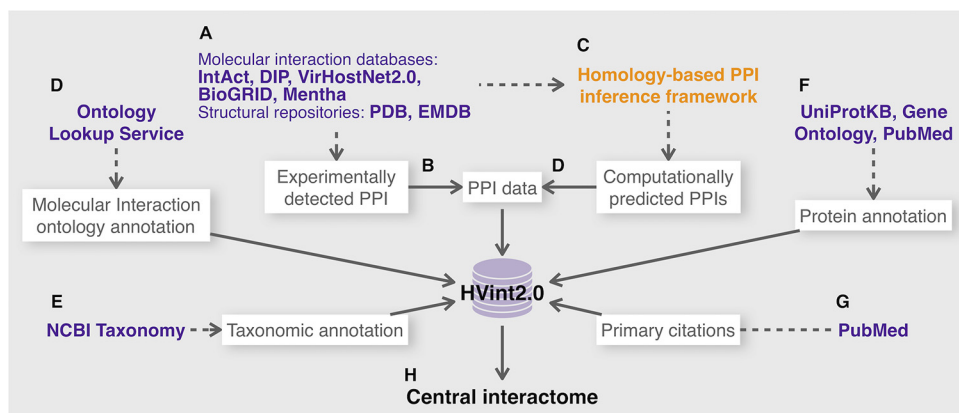 A
Molecular interaction databases:
IntAct, DIP, VirHostNet2.0,
BioGRID, Mentha
Structural repositories: PDB, EMDB
C
Homology-based PPI
inference framework
D
Ontology
Lookup Service
F
UniProtKB, Gene
Ontology, PubMed
Experimentally
detected PPI
B
PPI data
D
Computationally
predicted PPIs
Molecular Interaction
ontology annotation
Protein annotation
HVint2.0
E
NCBI Taxonomy
Taxonomic annotation
Primary citations
G
PubMed
H
Central interactome